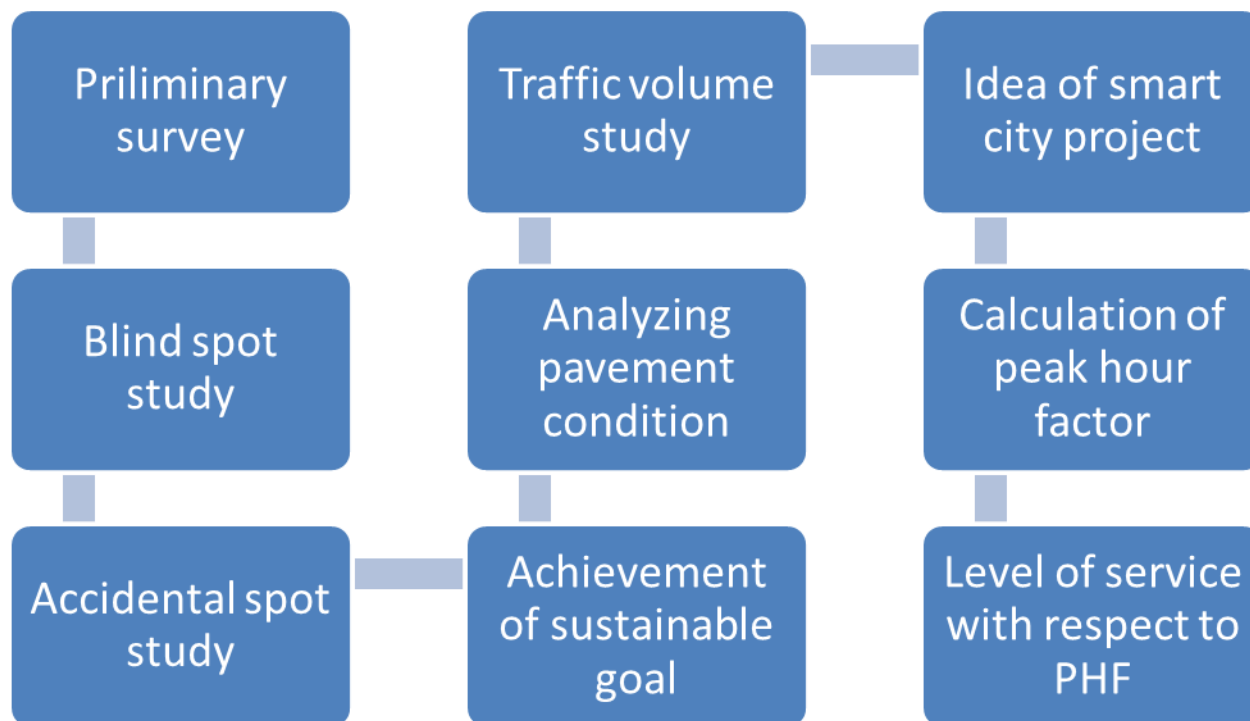 Priliminary
survey
Blind spot
study
Accidental spot
study
Achievement
of sustainable
goal
Analyzing
pavement
condition
Traffic volume
study
Idea of smart
city project
Calculation of
peak hour
factor
Level of service
with respect to
PHF